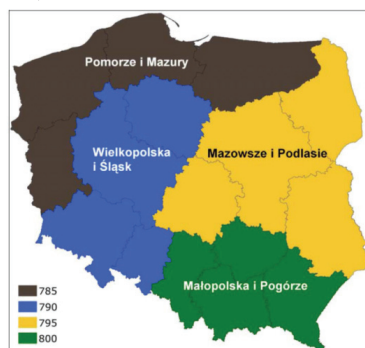 Pomorze i Mazury
Wielkopolska
i Śląsk
Mazowsze i Podlasie
Małopolska i Pogórze
785
790
795
800